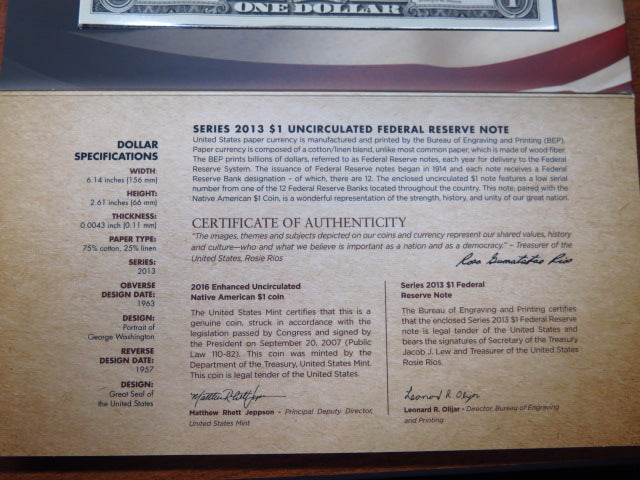 ONE DOLLAR
1
DOLLAR
SPECIFICATIONS
WIDTH:
6.14 inches (156 mm)
HEIGHT:
2.61 inches (66 mm)
THICKNESS:
0.0043 inch (0.11 mm)
PAPER TYPE:
75% cotton, 25% linen
SERIES:
2013
OBVERSE
DESIGN DATE:
1963
DESIGN:
Portrait of
George Washington
REVERSE
DESIGN DATE:
1957
DESIGN:
Great Seal of
the United States
SERIES 2013 $1 UNCIRCULATED FEDERAL RESERVE NOTE
United States paper currency is manufactured and printed by the Bureau of Engraving and Printing (BEP).
Paper currency is composed of a cotton/linen blend, unlike most common paper, which is made of wood fiber.
The BEP prints billions of dollars, referred to as Federal Reserve notes, each year for delivery to the Federal
Reserve System. The issuance of Federal Reserve notes began in 1914 and each note receives a Federal
Reserve Bank designation – of which, there are 12. The enclosed uncirculated $1 note features a low serial
number from one of the 12 Federal Reserve Banks located throughout the country. This note, paired with the
Native American $1 Coin, is a wonderful representation of the strength, history, and unity of our great nation.
CERTIFICATE OF AUTHENTICITY
"The images, themes and subjects depicted on our coins and currency represent our shared values, history
and culture—who and what we believe is important as a nation and as a democracy." – Treasurer of the
United States, Rosie Rios
Rosa Gumataotao Rios
2016 Enhanced Uncirculated
Native American $1 coin
The United States Mint certifies that this is a
genuine coin, struck in accordance with the
legislation passed by Congress and signed by
the President on September 20, 2007 (Public
Law 110-82). This coin was minted by the
Department of the Treasury, United States Mint.
This coin is legal tender of the United States.
Matthew Rhett Jeppson - Principal Deputy Director,
United States Mint
Series 2013 $1 Federal
Reserve Note
The Bureau of Engraving and Printing certifies
that the enclosed Series 2013 $1 Federal Reserve
note is legal tender of the United States and
bears the signatures of Secretary of the Treasury
Jacob J. Lew and Treasurer of the United States
Rosie Rios.
Leonard R. Olijar
Leonard R. Olijar - Director, Bureau of Engraving
and Printing